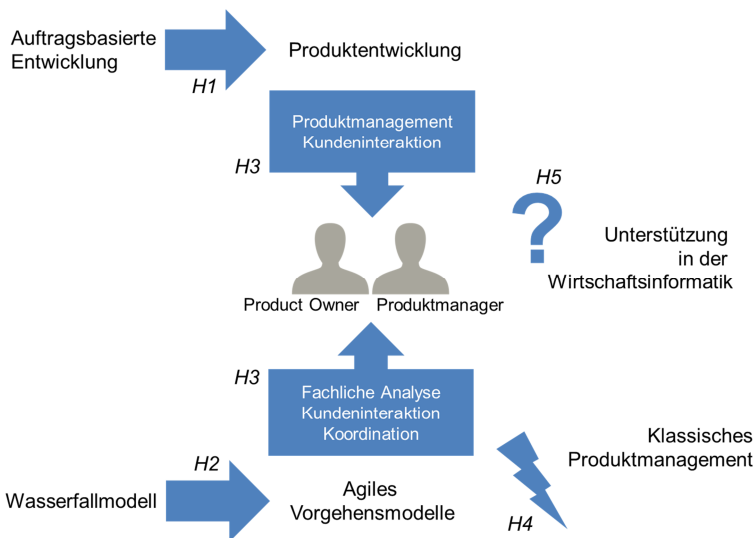 Auftragsbasierte
Entwicklung
H1
Produktentwicklung
Produktmanagement
Kundeninteraktion
H3
H5
?
Unterstützung
in der
Wirtschaftsinformatik
Product Owner
Produktmanager
H3
Fachliche Analyse
Kundeninteraktion
Koordination
Klassisches
Produktmanagement
H2
Wasserfallmodell
Agiles
Vorgehensmodelle
H4